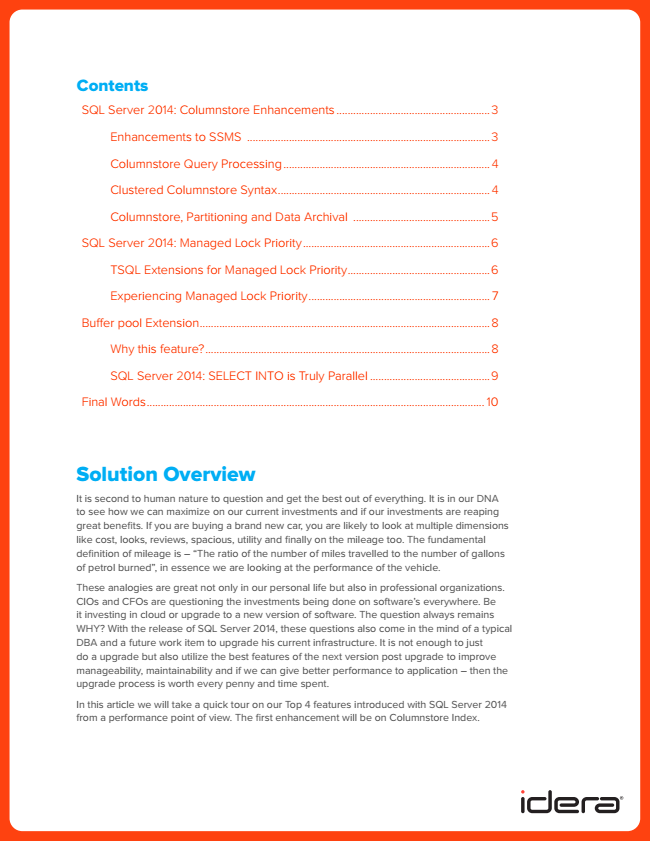 Contents
SQL Server 2014: Columnstore Enhancements ........ 3
Enhancements to SSMS ........ 3
Columnstore Query Processing ........ 4
Clustered Columnstore Syntax ........ 4
Columnstore, Partitioning and Data Archival ........ 5
SQL Server 2014: Managed Lock Priority ........ 6
TSQL Extensions for Managed Lock Priority ........ 6
Experiencing Managed Lock Priority ........ 7
Buffer pool Extension ........ 8
Why this feature? ........ 8
SQL Server 2014: SELECT INTO is Truly Parallel ........ 9
Final Words ........ 10
Solution Overview
It is second to human nature to question and get the best out of everything. It is in our DNA
to see how we can maximize on our current investments and if our investments are reaping
great benefits. If you are buying a brand new car, you are likely to look at multiple dimensions
like cost, looks, reviews, spacious, utility and finally on the mileage too. The fundamental
definition of mileage is – “The ratio of the number of miles travelled to the number of gallons
of petrol burned”, in essence we are looking at the performance of the vehicle.
These analogies are great not only in our personal life but also in professional organizations.
CIOs and CFOs are questioning the investments being done on software’s everywhere. Be
it investing in cloud or upgrade to a new version of software. The question always remains
WHY? With the release of SQL Server 2014, these questions also come in the mind of a typical
DBA and a future work item to upgrade his current infrastructure. It is not enough to just
do a upgrade but also utilize the best features of the next version post upgrade to improve
manageability, maintainability and if we can give better performance to application – then the
upgrade process is worth every penny and time spent.
In this article we will take a quick tour on our Top 4 features introduced with SQL Server 2014
from a performance point of view. The first enhancement will be on Columnstore Index.
idera®